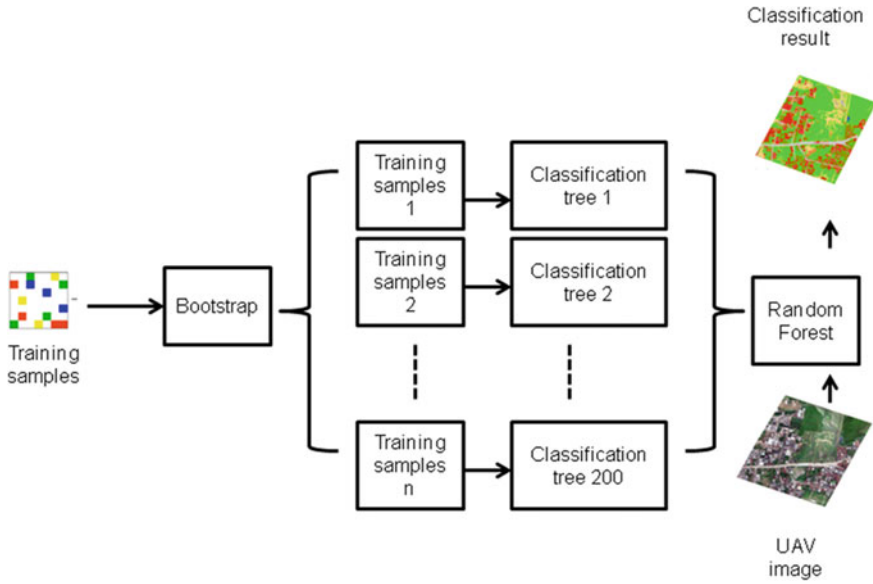 Classification
result
Training
samples
1
Classification
tree 1
Training
samples
2
Classification
tree 2
Bootstrap
Random
Forest
Training
samples
Training
samples
n
Classification
tree 200
UAV
image